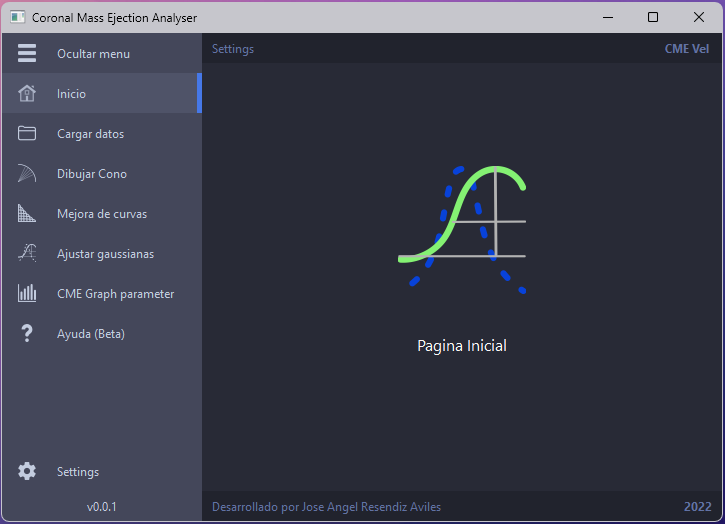 Coronal Mass Ejection Analyser
Ocultar menu
Inicio
Cargar datos
Dibujar Cono
Mejora de curvas
Ajustar gaussianas
CME Graph parameter
Ayuda (Beta)
Settings
v0.0.1
Settings
CME Vel
Pagina Inicial
Desarrollado por Jose Angel Resendiz Aviles
2022